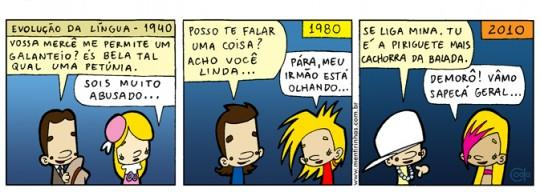 EVOLUÇÃO DA LÍNGUA - 1940
VOSSA MERCÊ ME PERMITE UM
GALANTEIO? ÉS BELA TAL
QUAL UMA PETÚNIA.
SOIS MUITO
ABUSADO...
1980
POSSO TE FALAR
UMA COISA?
ACHO VOCÊ
LINDA...
PÁRA, MEU
IRMÃO ESTÁ
OLHANDO...
www.mentirinhas.com.br
2010
SE LIGA MINA. TU
E'A PIRIGUETE MAIS
CACHORRA DA BALADA.
DEMORÔ! VÂMO
SAPECÁ GERAL...